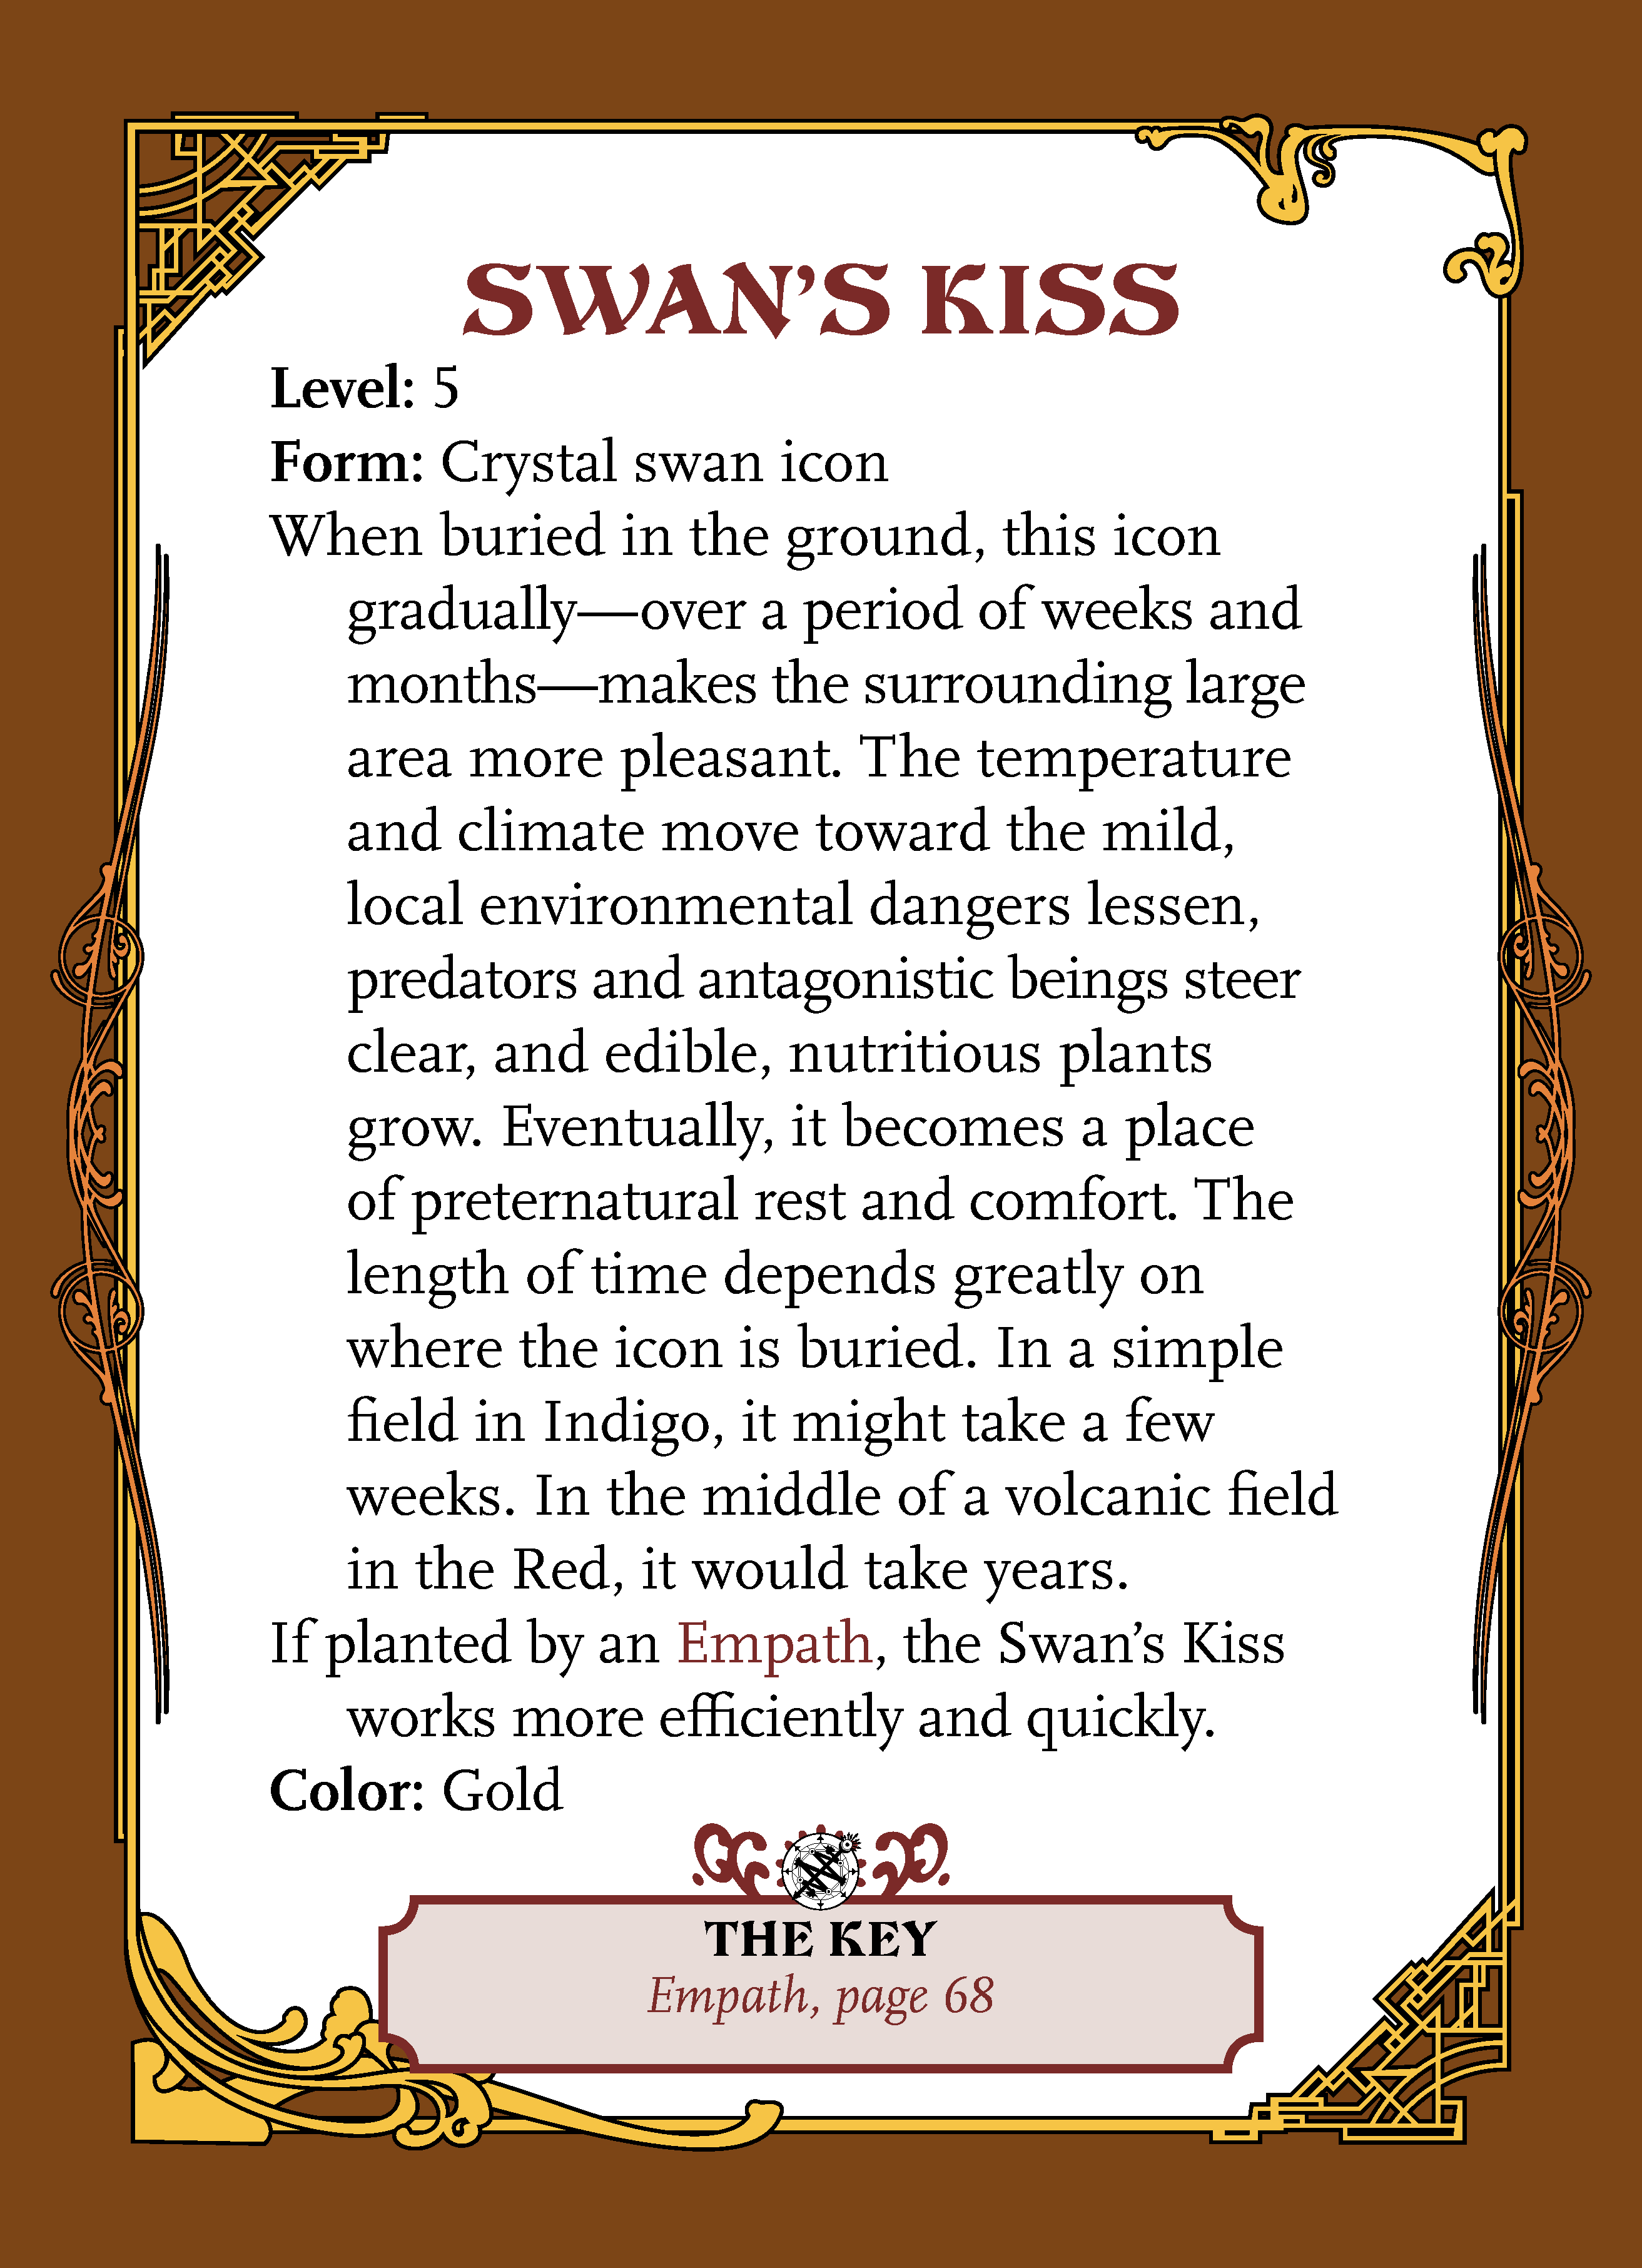 SWAN’S KISS
Level: 5
Form: Crystal swan icon
When buried in the ground, this icon
gradually—over a period of weeks and
months—makes the surrounding large
area more pleasant. The temperature
and climate move toward the mild,
local environmental dangers lessen,
predators and antagonistic beings steer
clear, and edible, nutritious plants
grow. Eventually, it becomes a place
of preternatural rest and comfort. The
length of time depends greatly on
where the icon is buried. In a simple
field in Indigo, it might take a few
weeks. In the middle of a volcanic field
in the Red, it would take years.
If planted by an Empath, the Swan’s Kiss
works more efficiently and quickly.
Color: Gold
THE KEY
Empath, page 68